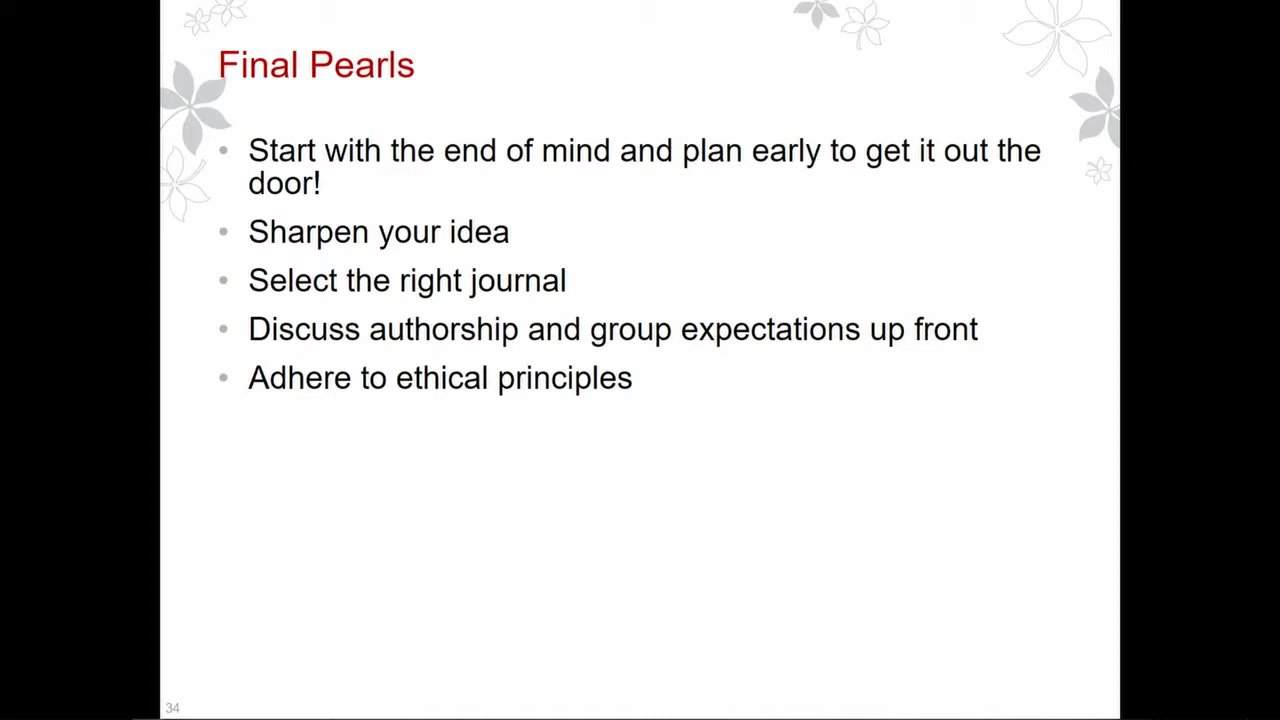 Final Pearls
• Start with the end of mind and plan early to get it out the
door!
• Sharpen your idea
• Select the right journal
• Discuss authorship and group expectations up front
• Adhere to ethical principles
34